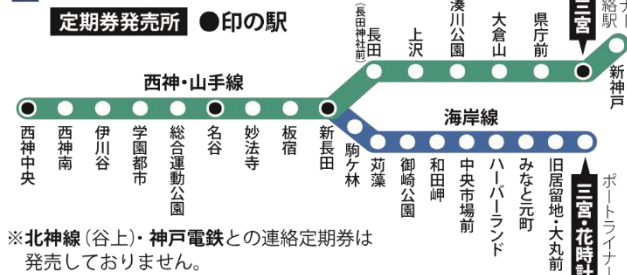 定期券発売所 ●印の駅
西神・山手線
西神中央
西神南
伊川谷
学園都市
総合運動公園
名谷
妙法寺
板宿
新長田
(長田神社前)
長田
上沢
湊川公園
大倉山
県庁前
三宮
新神戸
絡駅
海岸線
駒ケ林
苅藻
御崎公園
和田岬
中央市場前
ハーバーランド
みなと元町
旧居留地・大丸前
三宮・花時計
ポートライナー
※北神線(谷上)・神戸電鉄との連絡定期券は
発売しておりません。